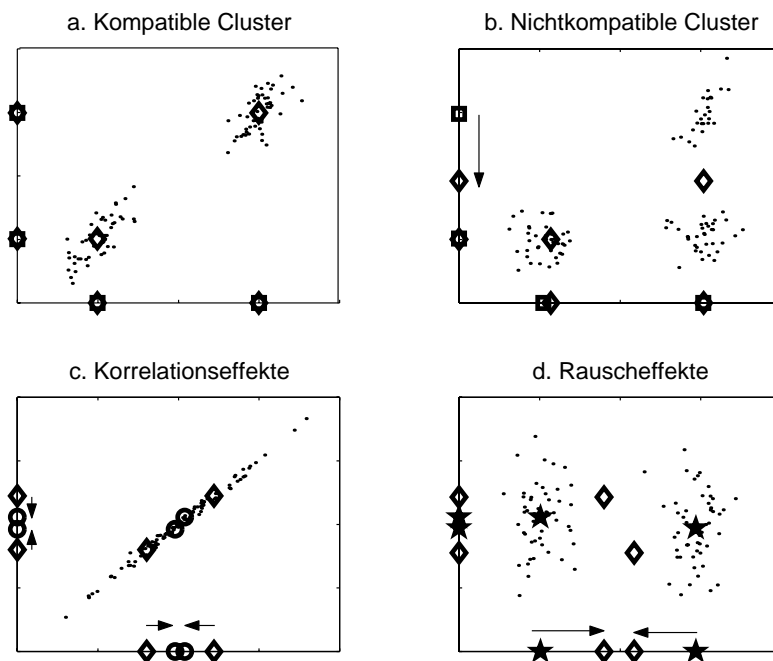 a. Kompatible Cluster
b. Nichtkompatible Cluster
c. Korrelationseffekte
d. Rauscheffekte